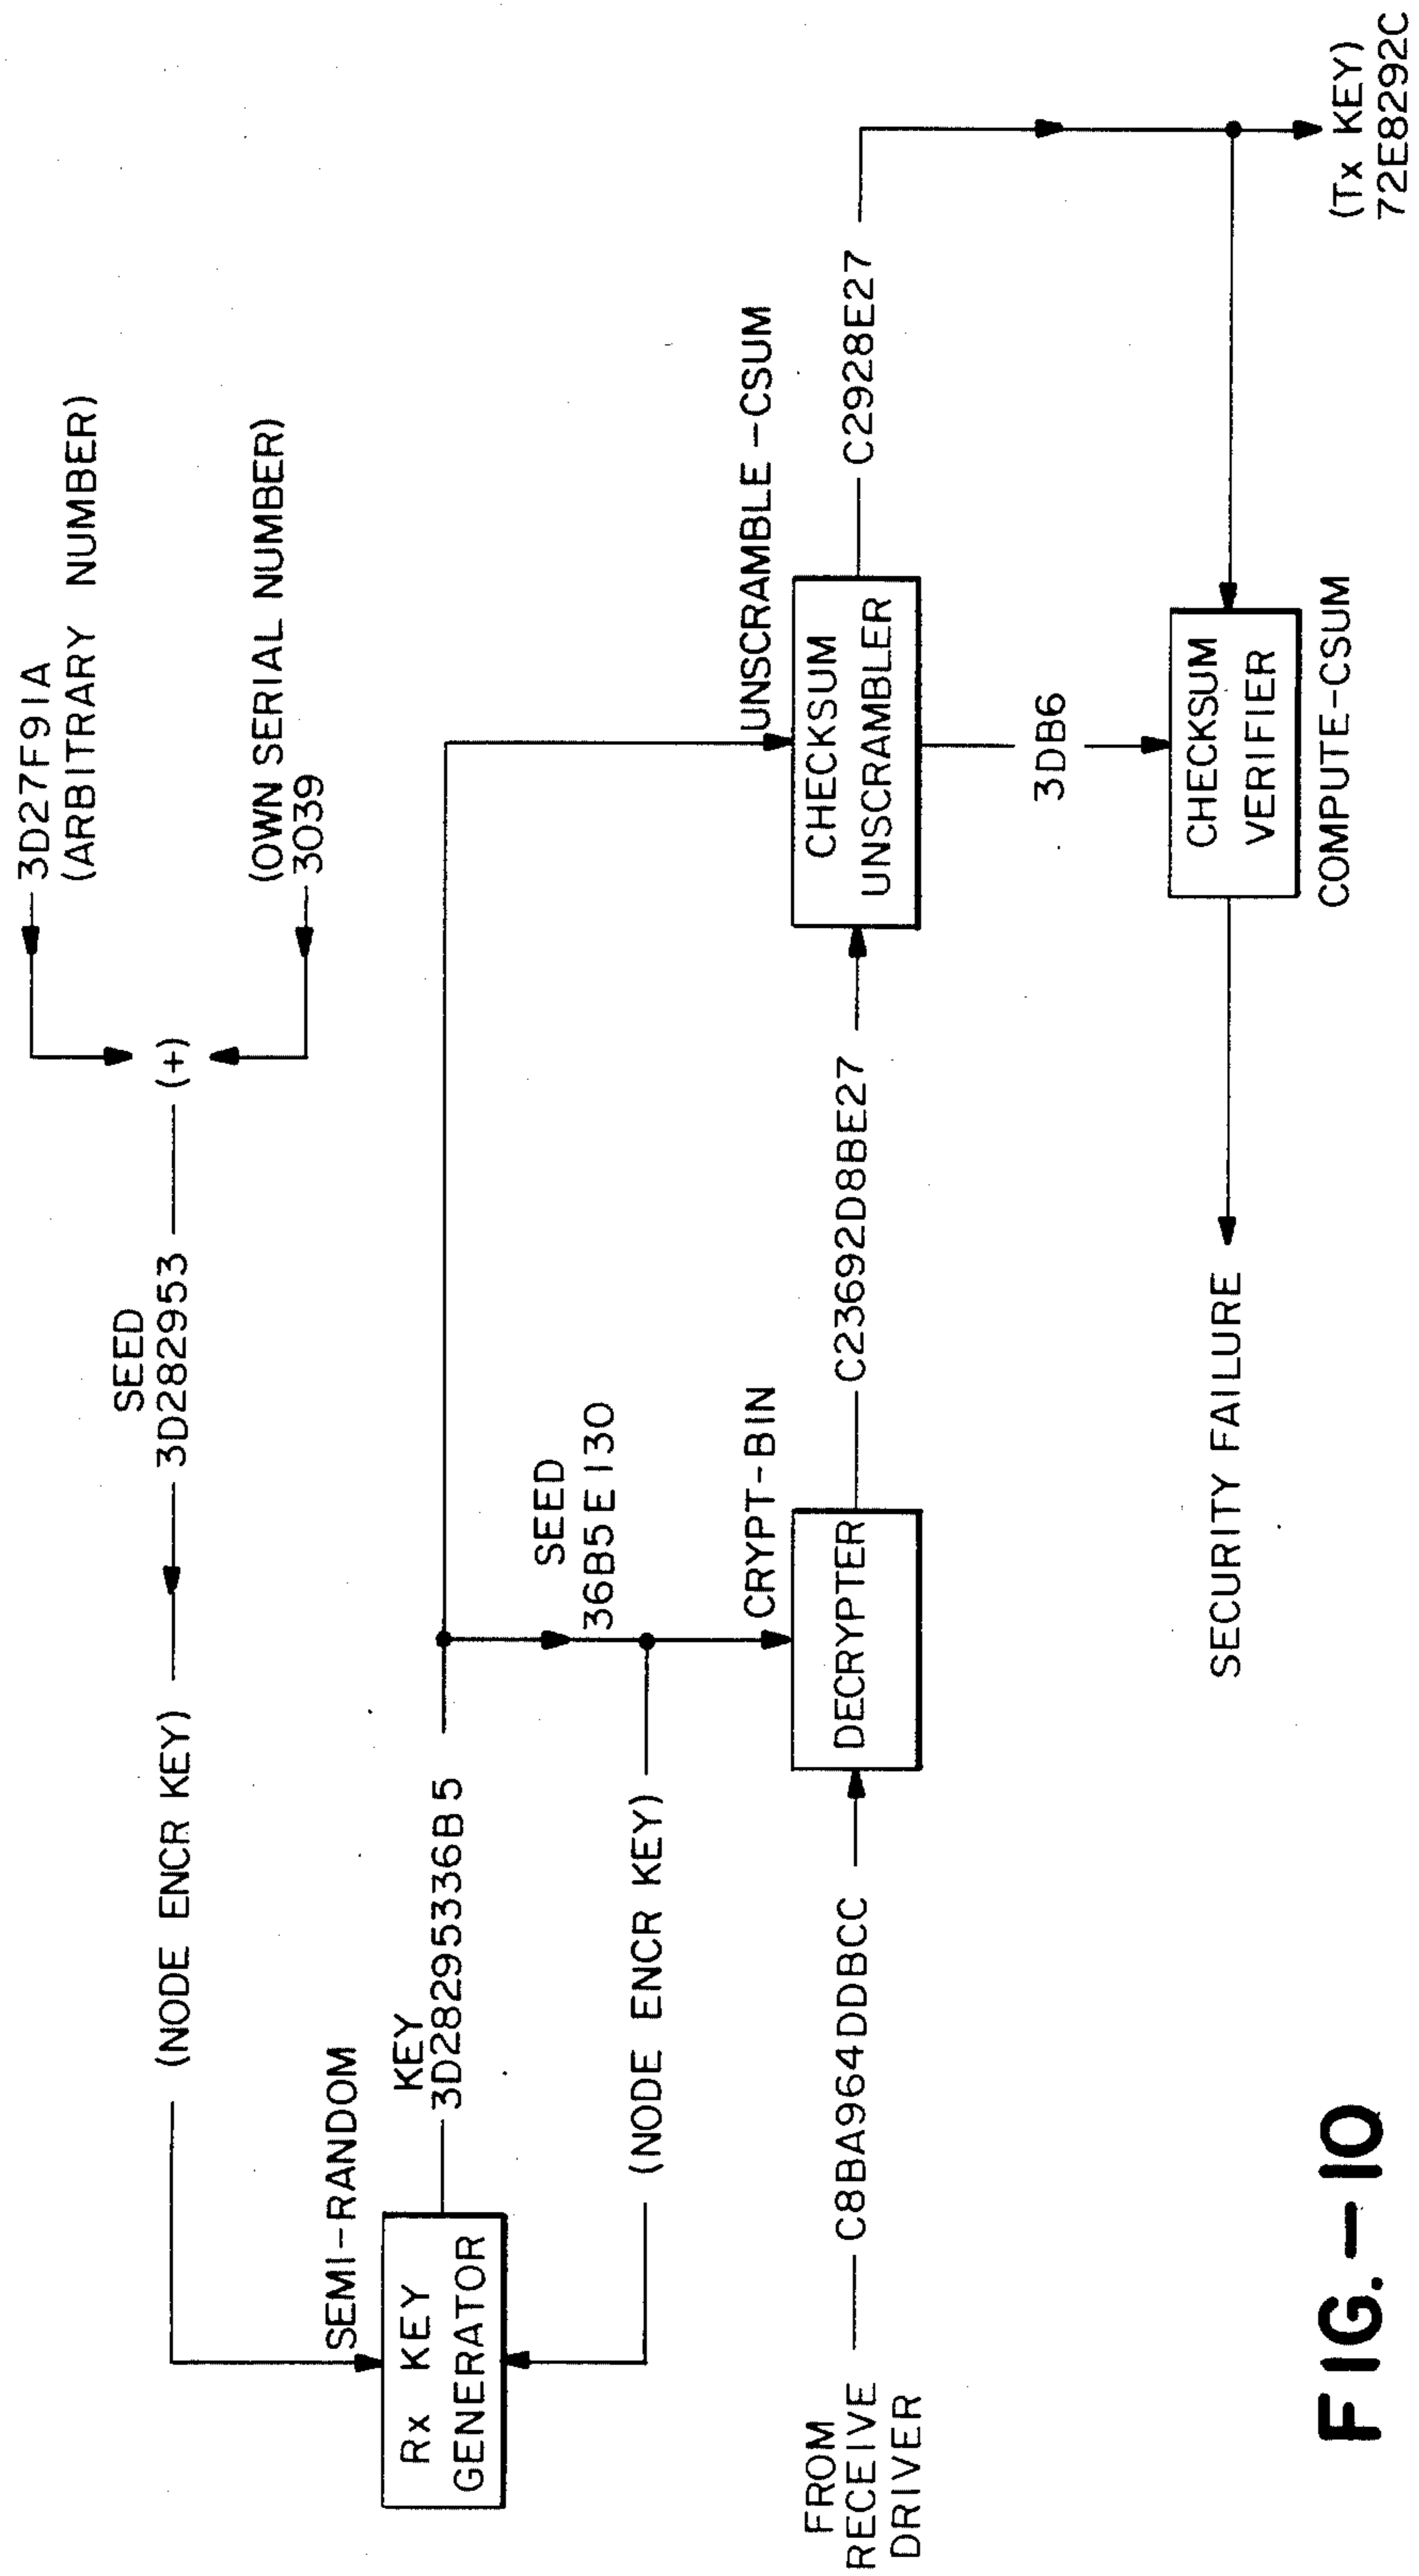 3D27F91A
(ARBITRARY NUMBER)
(OWN SERIAL NUMBER)
3039
(+)
SEED
3D282953
(NODE ENCR KEY)
SEMI-RANDOM
Rx KEY
GENERATOR
KEY
3D28295336B5
SEED
36B5E130
(NODE ENCR KEY)
FROM
RECEIVE
DRIVER
C8BA964DDBCC
CRYPT-BIN
DECRYPTER
C23692D8BE27
UNSCRAMBLE-CSUM
CHECKSUM
UNSCRAMBLER
C2928E27
3DB6
CHECKSUM
VERIFIER
COMPUTE-CSUM
SECURITY FAILURE
(Tx KEY)
72E8292C
FIG.-10